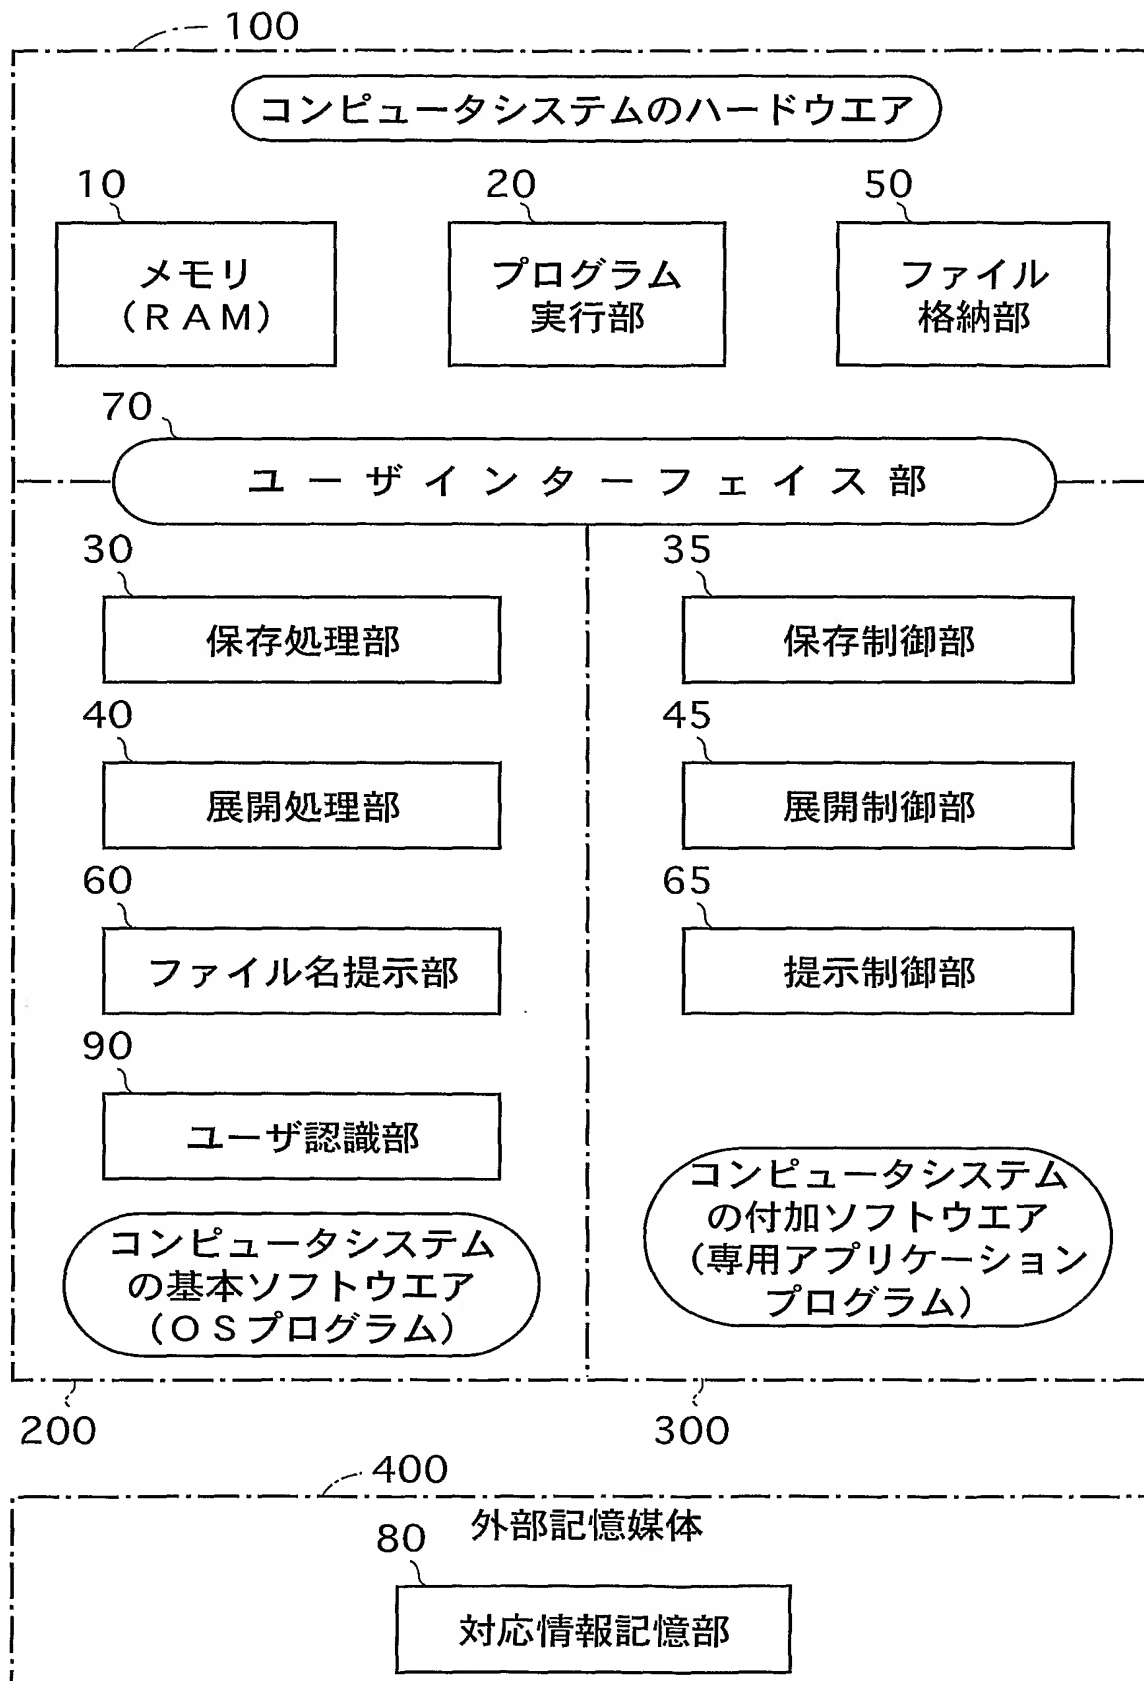 100
コンピュータシステムのハードウエア
10
20
50
メモリ
(RAM)
プログラム
実行部
ファイル
格納部
70
ユーザインターフェイス部
30
35
保存処理部
保存制御部
40
45
展開処理部
展開制御部
60
65
ファイル名提示部
提示制御部
90
ユーザ認識部
コンピュータシステム
の基本ソフトウエア
(OSプログラム)
コンピュータシステム
の付加ソフトウエア
(専用アプリケーション
プログラム)
200
300
400
外部記憶媒体
80
対応情報記憶部